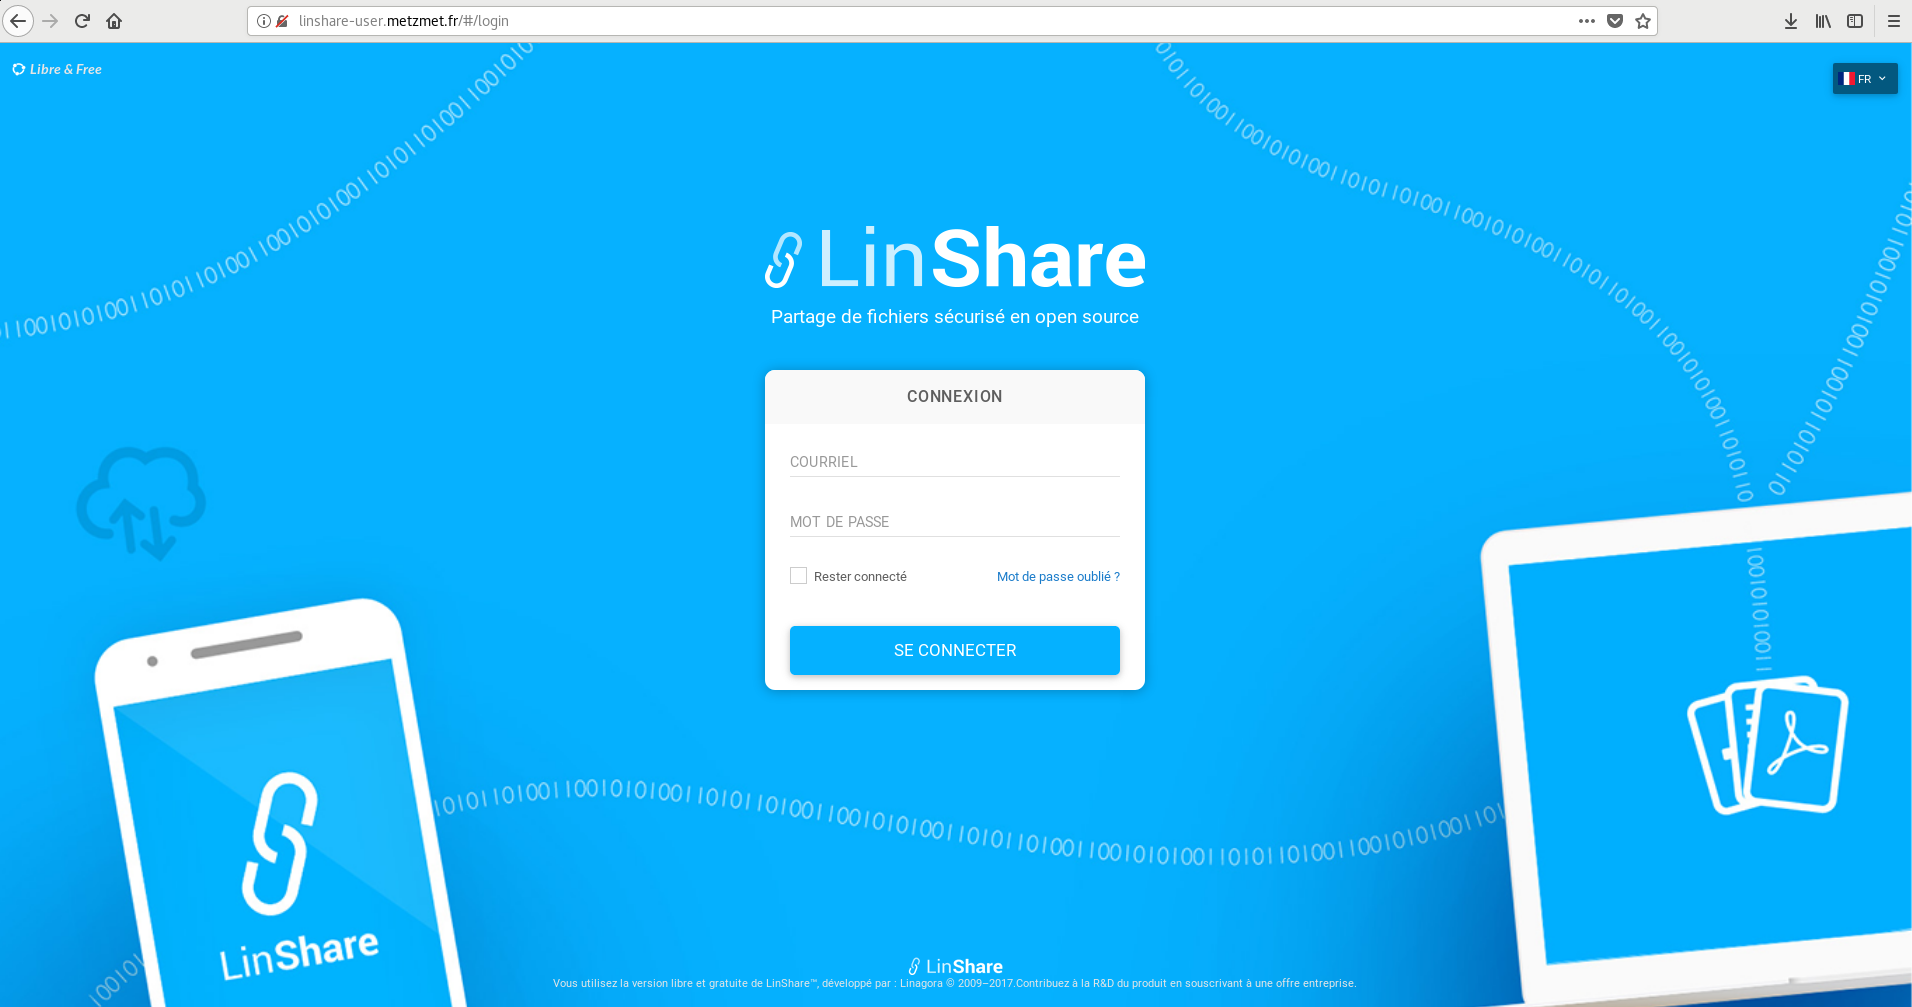 linshare-user.metzmet.fr/#/login
Libre & Free
FR
LinShare
Partage de fichiers sécurisé en open source
CONNEXION
COURRIEL
MOT DE PASSE
Rester connecté
Mot de passe oublié ?
SE CONNECTER
LinShare
LinShare
Vous utilisez la version libre et gratuite de LinShare™, développé par : Linagora © 2009–2017.Contribuez à la R&D du produit en souscrivant à une offre entreprise.